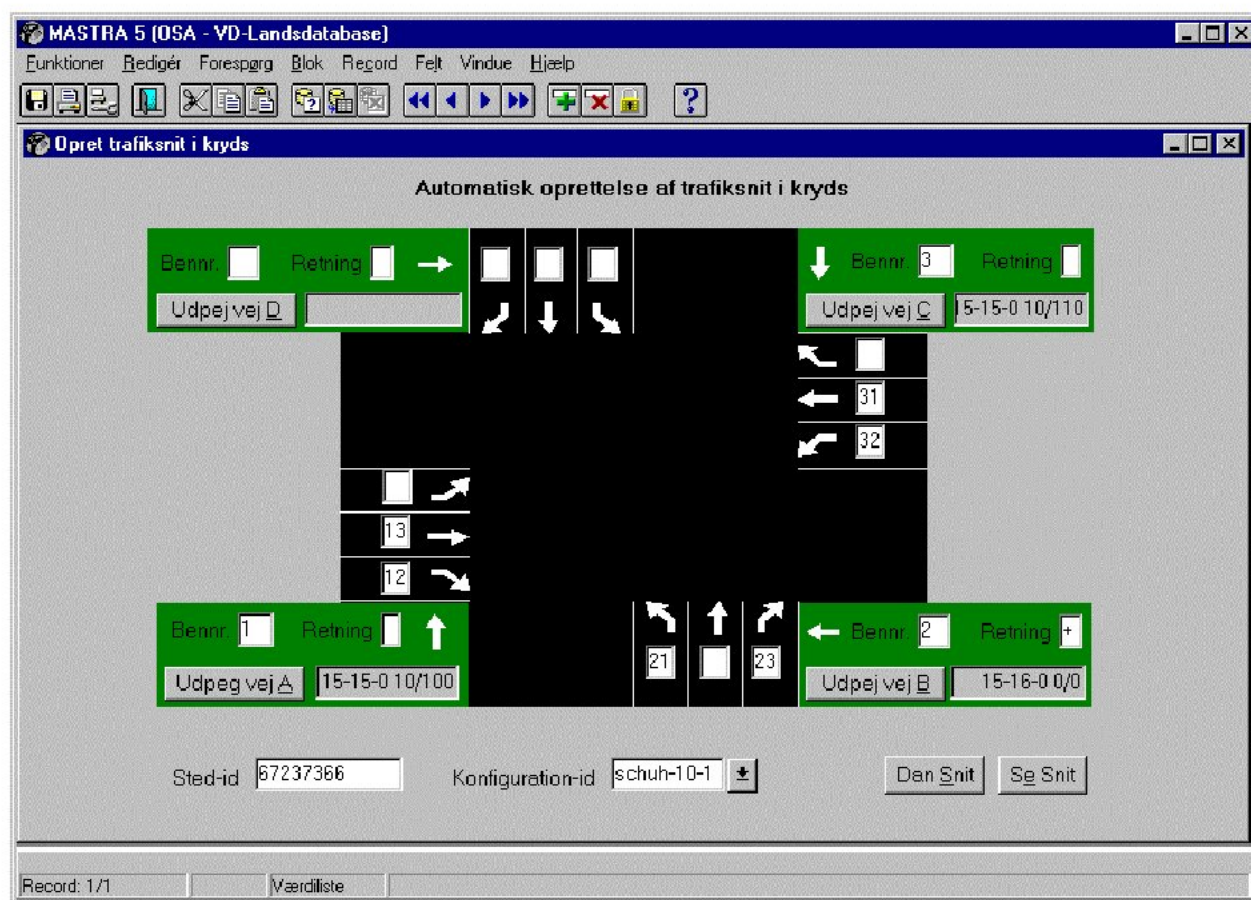 MASTRA 5 (OSA - VD-Landsdatabase)
Funktioner Redigér Forespørg Blok Record Felt Vindue Hjælp
Opret trafiksnit i kryds
Automatisk oprettelse af trafiksnit i kryds
Bennr. Retning
Udpej vej D
Bennr. 3 Retning
Udpej vej C 15-15-0 10/110
31
32
13
12
21 23
Bennr. 1 Retning
Udpeg vej A 15-15-0 10/100
Bennr. 2 Retning +
Udpej vej B 15-16-0 0/0
Sted-id 67237366 Konfiguration-id schuh-10-1 Dan Snit Se Snit
Record: 1/1 Værdiliste